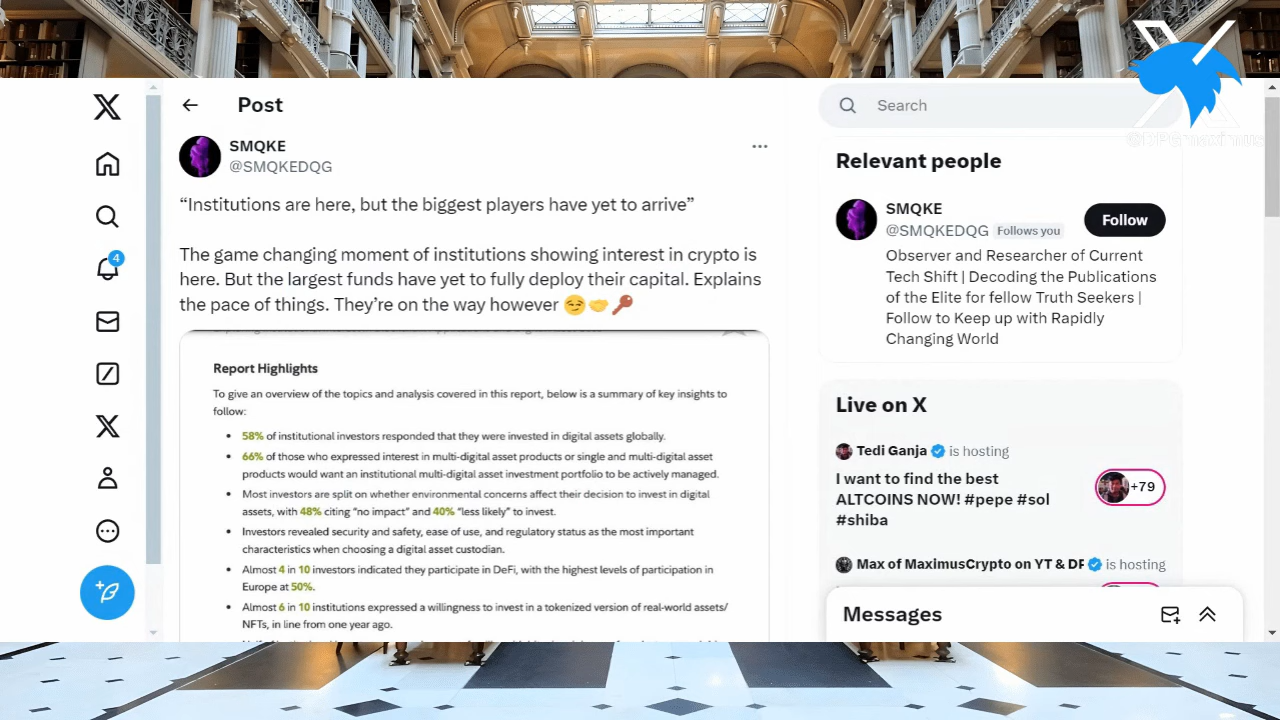 Post
SMQKE
@SMQKEDQG
“Institutions are here, but the biggest players have yet to arrive”
The game changing moment of institutions showing interest in crypto is
here. But the largest funds have yet to fully deploy their capital. Explains
the pace of things. They’re on the way however 😏🤝🔑
Report Highlights
To give an overview of the topics and analysis covered in this report, below is a summary of key insights to
follow:
• 58% of institutional investors responded that they were invested in digital assets globally.
• 66% of those who expressed interest in multi-digital asset products or single and multi-digital asset
products would want an institutional multi-digital asset investment portfolio to be actively managed.
• Most investors are split on whether environmental concerns affect their decision to invest in digital
assets, with 48% citing “no impact” and 40% “less likely” to invest.
• Investors revealed security and safety, ease of use, and regulatory status as the most important
characteristics when choosing a digital asset custodian.
• Almost 4 in 10 investors indicated they participate in DeFi, with the highest levels of participation in
Europe at 50%.
• Almost 6 in 10 institutions expressed a willingness to invest in a tokenized version of real-world assets/
NFTs, in line from one year ago.
4
Search
Relevant people
SMQKE
@SMQKEDQG Follows you
Follow
Observer and Researcher of Current
Tech Shift | Decoding the Publications
of the Elite for fellow Truth Seekers |
Follow to Keep up with Rapidly
Changing World
Live on X
Tedi Ganja is hosting
I want to find the best
ALTCOINS NOW! #pepe #sol
#shiba
+79
Max of MaximusCrypto on YT & DP is hosting
Messages